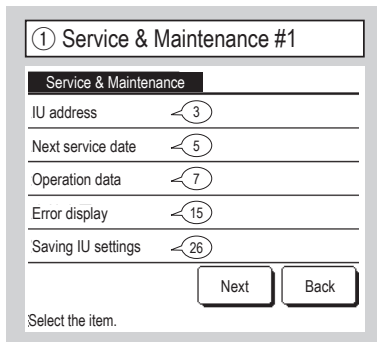 ① Service & Maintenance #1
Service & Maintenance
IU address 3
Next service date 5
Operation data 7
Error display 15
Saving IU settings 26
Next Back
Select the item.